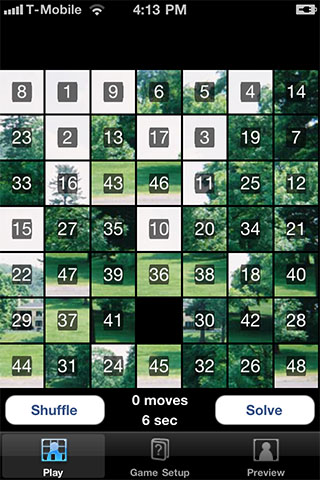 T-Mobile 4:13 PM
8 1 9 6 5 4 14
23 2 13 17 3 19 7
33 16 43 46 11 25 12
15 27 35 10 20 34 21
22 47 39 36 38 18 40
29 37 41 30 42 28
44 31 24 45 32 26 48
Shuffle 0 moves Solve
6 sec
Play Game Setup Preview